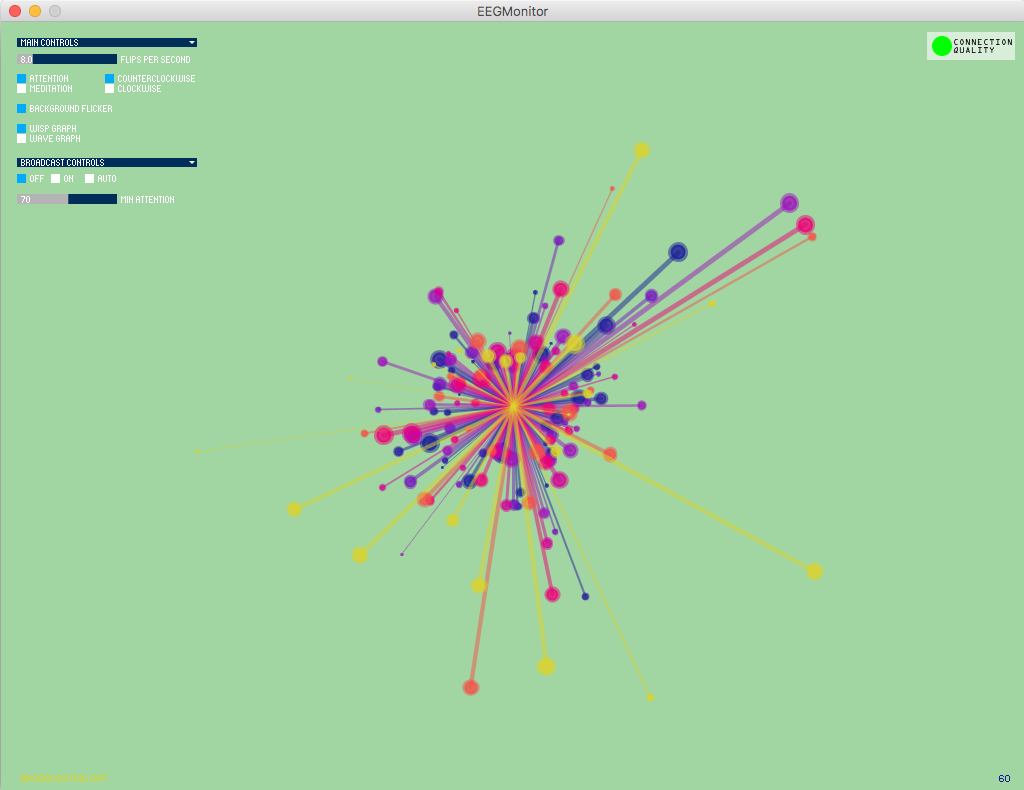 EEGMonitor
MAIN CONTROLS
8.0 FLIPS PER SECOND
ATTENTION COUNTERCLOCKWISE
MEDITATION CLOCKWISE
BACKGROUND FLICKER
WISP GRAPH
WAVE GRAPH
BROADCAST CONTROLS
OFF ON AUTO
70 MIN ATTENTION
CONNECTION
QUALITY
60